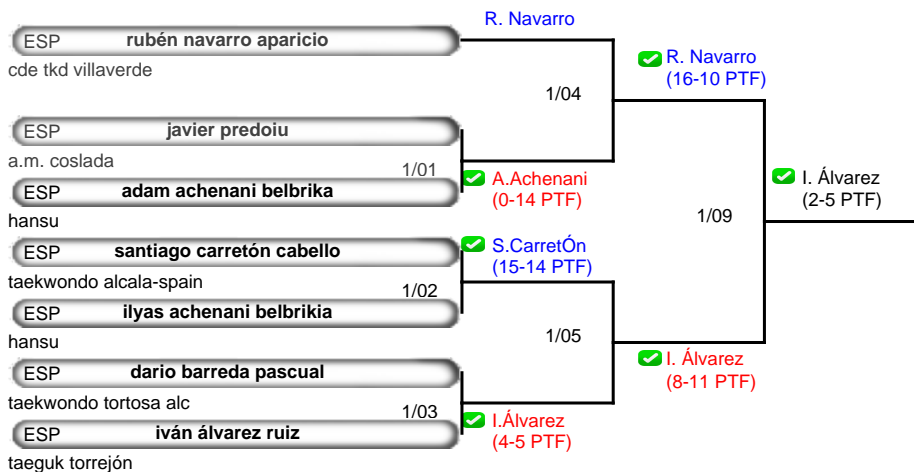 R. Navarro
ESP rubén navarro aparicio
cde tkd villaverde
R. Navarro
(16-10 PTF)
1/04
ESP javier predoiu
a.m. coslada
1/01
ESP adam achenani belbrika
hansu
A.Achenani
(0-14 PTF)
I. Álvarez
(2-5 PTF)
1/09
ESP santiago carretón cabello
taekwondo alcala-spain
S.CarretÓn
(15-14 PTF)
1/02
ESP ilyas achenani belbrikia
hansu
1/05
ESP dario barreda pascual
taekwondo tortosa alc
I. Álvarez
(8-11 PTF)
1/03
ESP iván álvarez ruiz
taeguk torrejón
I.Álvarez
(4-5 PTF)